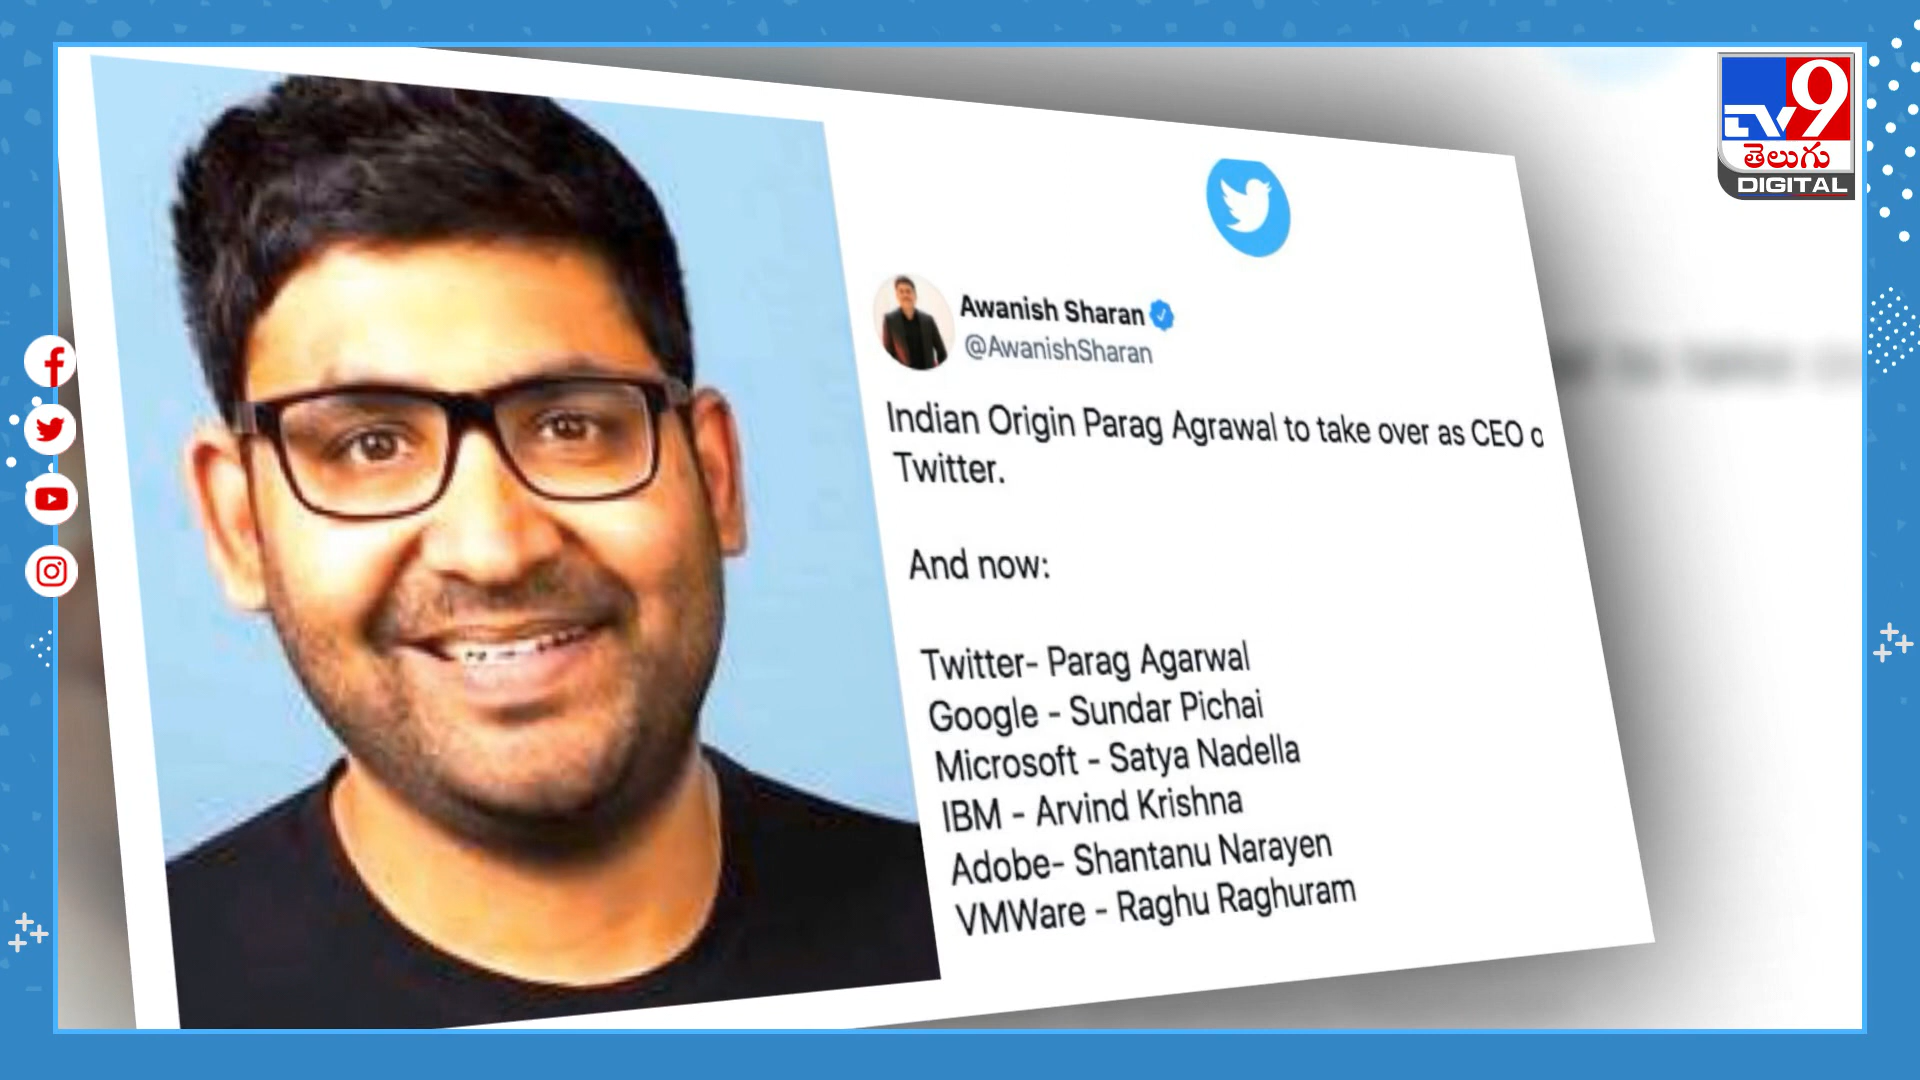 TV9
తెలుగు
DIGITAL
Awanish Sharan
@AwanishSharan
Indian Origin Parag Agrawal to take over as CEO o
Twitter.
And now:
Twitter- Parag Agarwal
Google - Sundar Pichai
Microsoft - Satya Nadella
IBM - Arvind Krishna
Adobe- Shantanu Narayen
VMWare - Raghu Raghuram